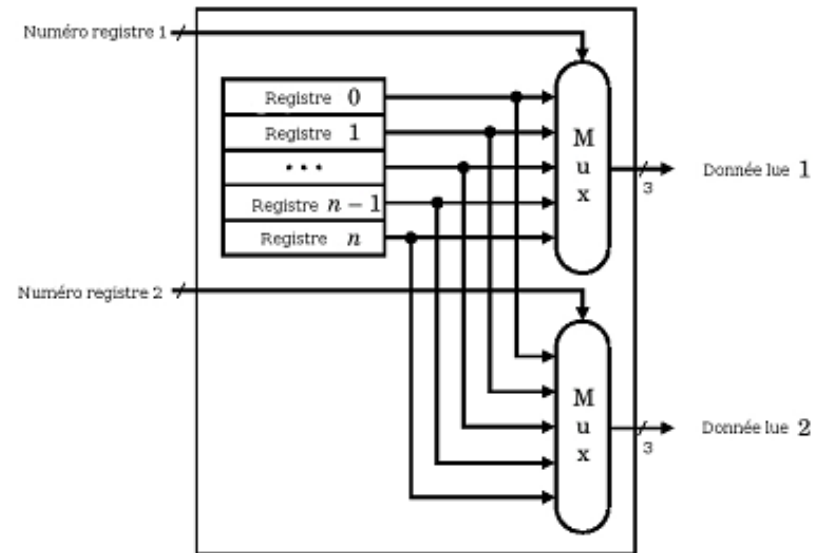 Numéro registre 1
Registre 0
Registre 1
...
Registre n − 1
Registre n
M
u
x
3
Donnée lue 1
Numéro registre 2
M
u
x
3
Donnée lue 2